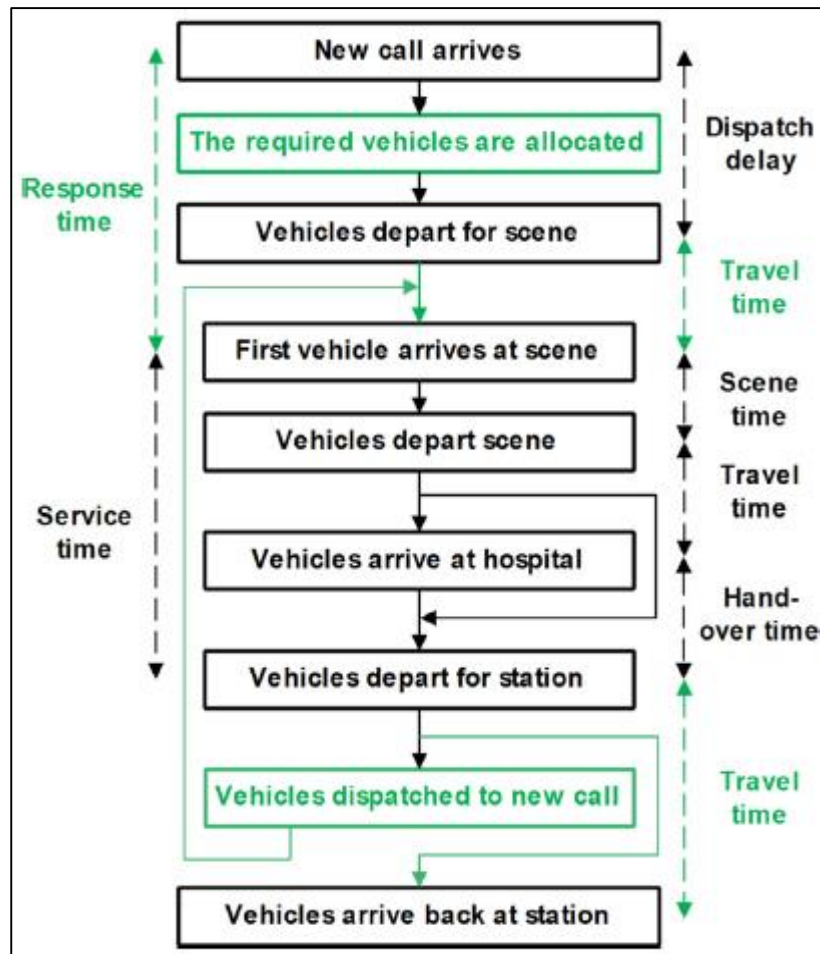 New call arrives
The required vehicles are allocated
Dispatch
delay
Response
time
Vehicles depart for scene
Travel
time
First vehicle arrives at scene
Scene
time
Vehicles depart scene
Travel
time
Service
time
Vehicles arrive at hospital
Hand-
over time
Vehicles depart for station
Vehicles dispatched to new call
Travel
time
Vehicles arrive back at station